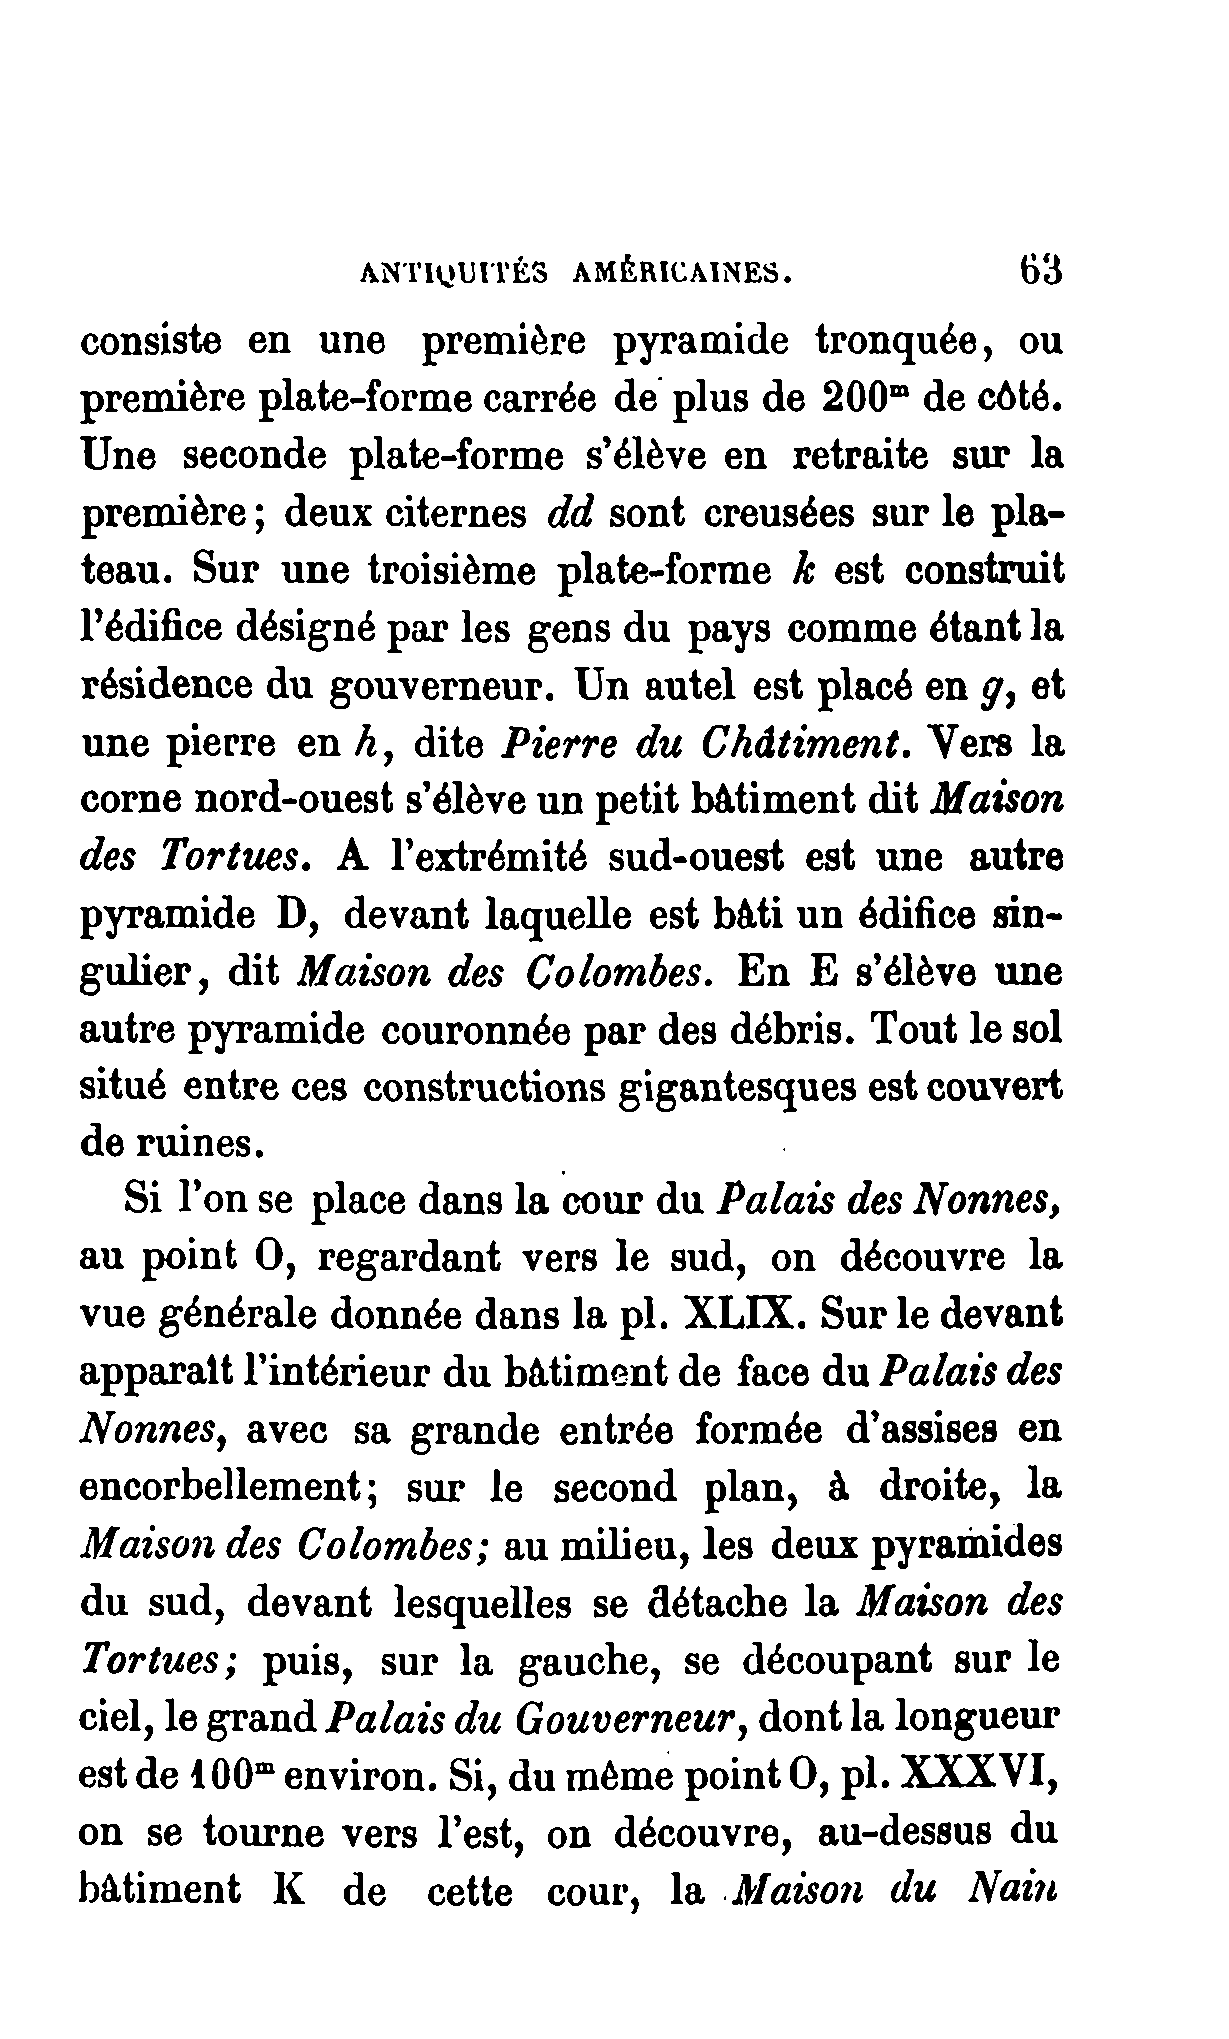 ANTIQUITÉS AMÉRICAINES. 63
consiste en une première pyramide tronquée, ou
première plate-forme carrée de plus de 200ᵐ de côté.
Une seconde plate-forme s'élève en retraite sur la
première; deux citernes dd sont creusées sur le pla-
teau. Sur une troisième plate-forme k est construit
l'édifice désigné par les gens du pays comme étant la
résidence du gouverneur. Un autel est placé en g, et
une pierre en h, dite Pierre du Châtiment. Vers la
corne nord-ouest s'élève un petit bâtiment dit Maison
des Tortues. A l'extrémité sud-ouest est une autre
pyramide D, devant laquelle est bâti un édifice sin-
gulier, dit Maison des Colombes. En E s'élève une
autre pyramide couronnée par des débris. Tout le sol
situé entre ces constructions gigantesques est couvert
de ruines.
Si l'on se place dans la cour du Palais des Nonnes,
au point O, regardant vers le sud, on découvre la
vue générale donnée dans la pl. XLIX. Sur le devant
apparaît l'intérieur du bâtiment de face du Palais des
Nonnes, avec sa grande entrée formée d'assises en
encorbellement; sur le second plan, à droite, la
Maison des Colombes; au milieu, les deux pyramides
du sud, devant lesquelles se détache la Maison des
Tortues; puis, sur la gauche, se découpant sur le
ciel, le grand Palais du Gouverneur, dont la longueur
est de 100ᵐ environ. Si, du même point O, pl. XXXVI,
on se tourne vers l'est, on découvre, au-dessus du
bâtiment K de cette cour, la Maison du Nain